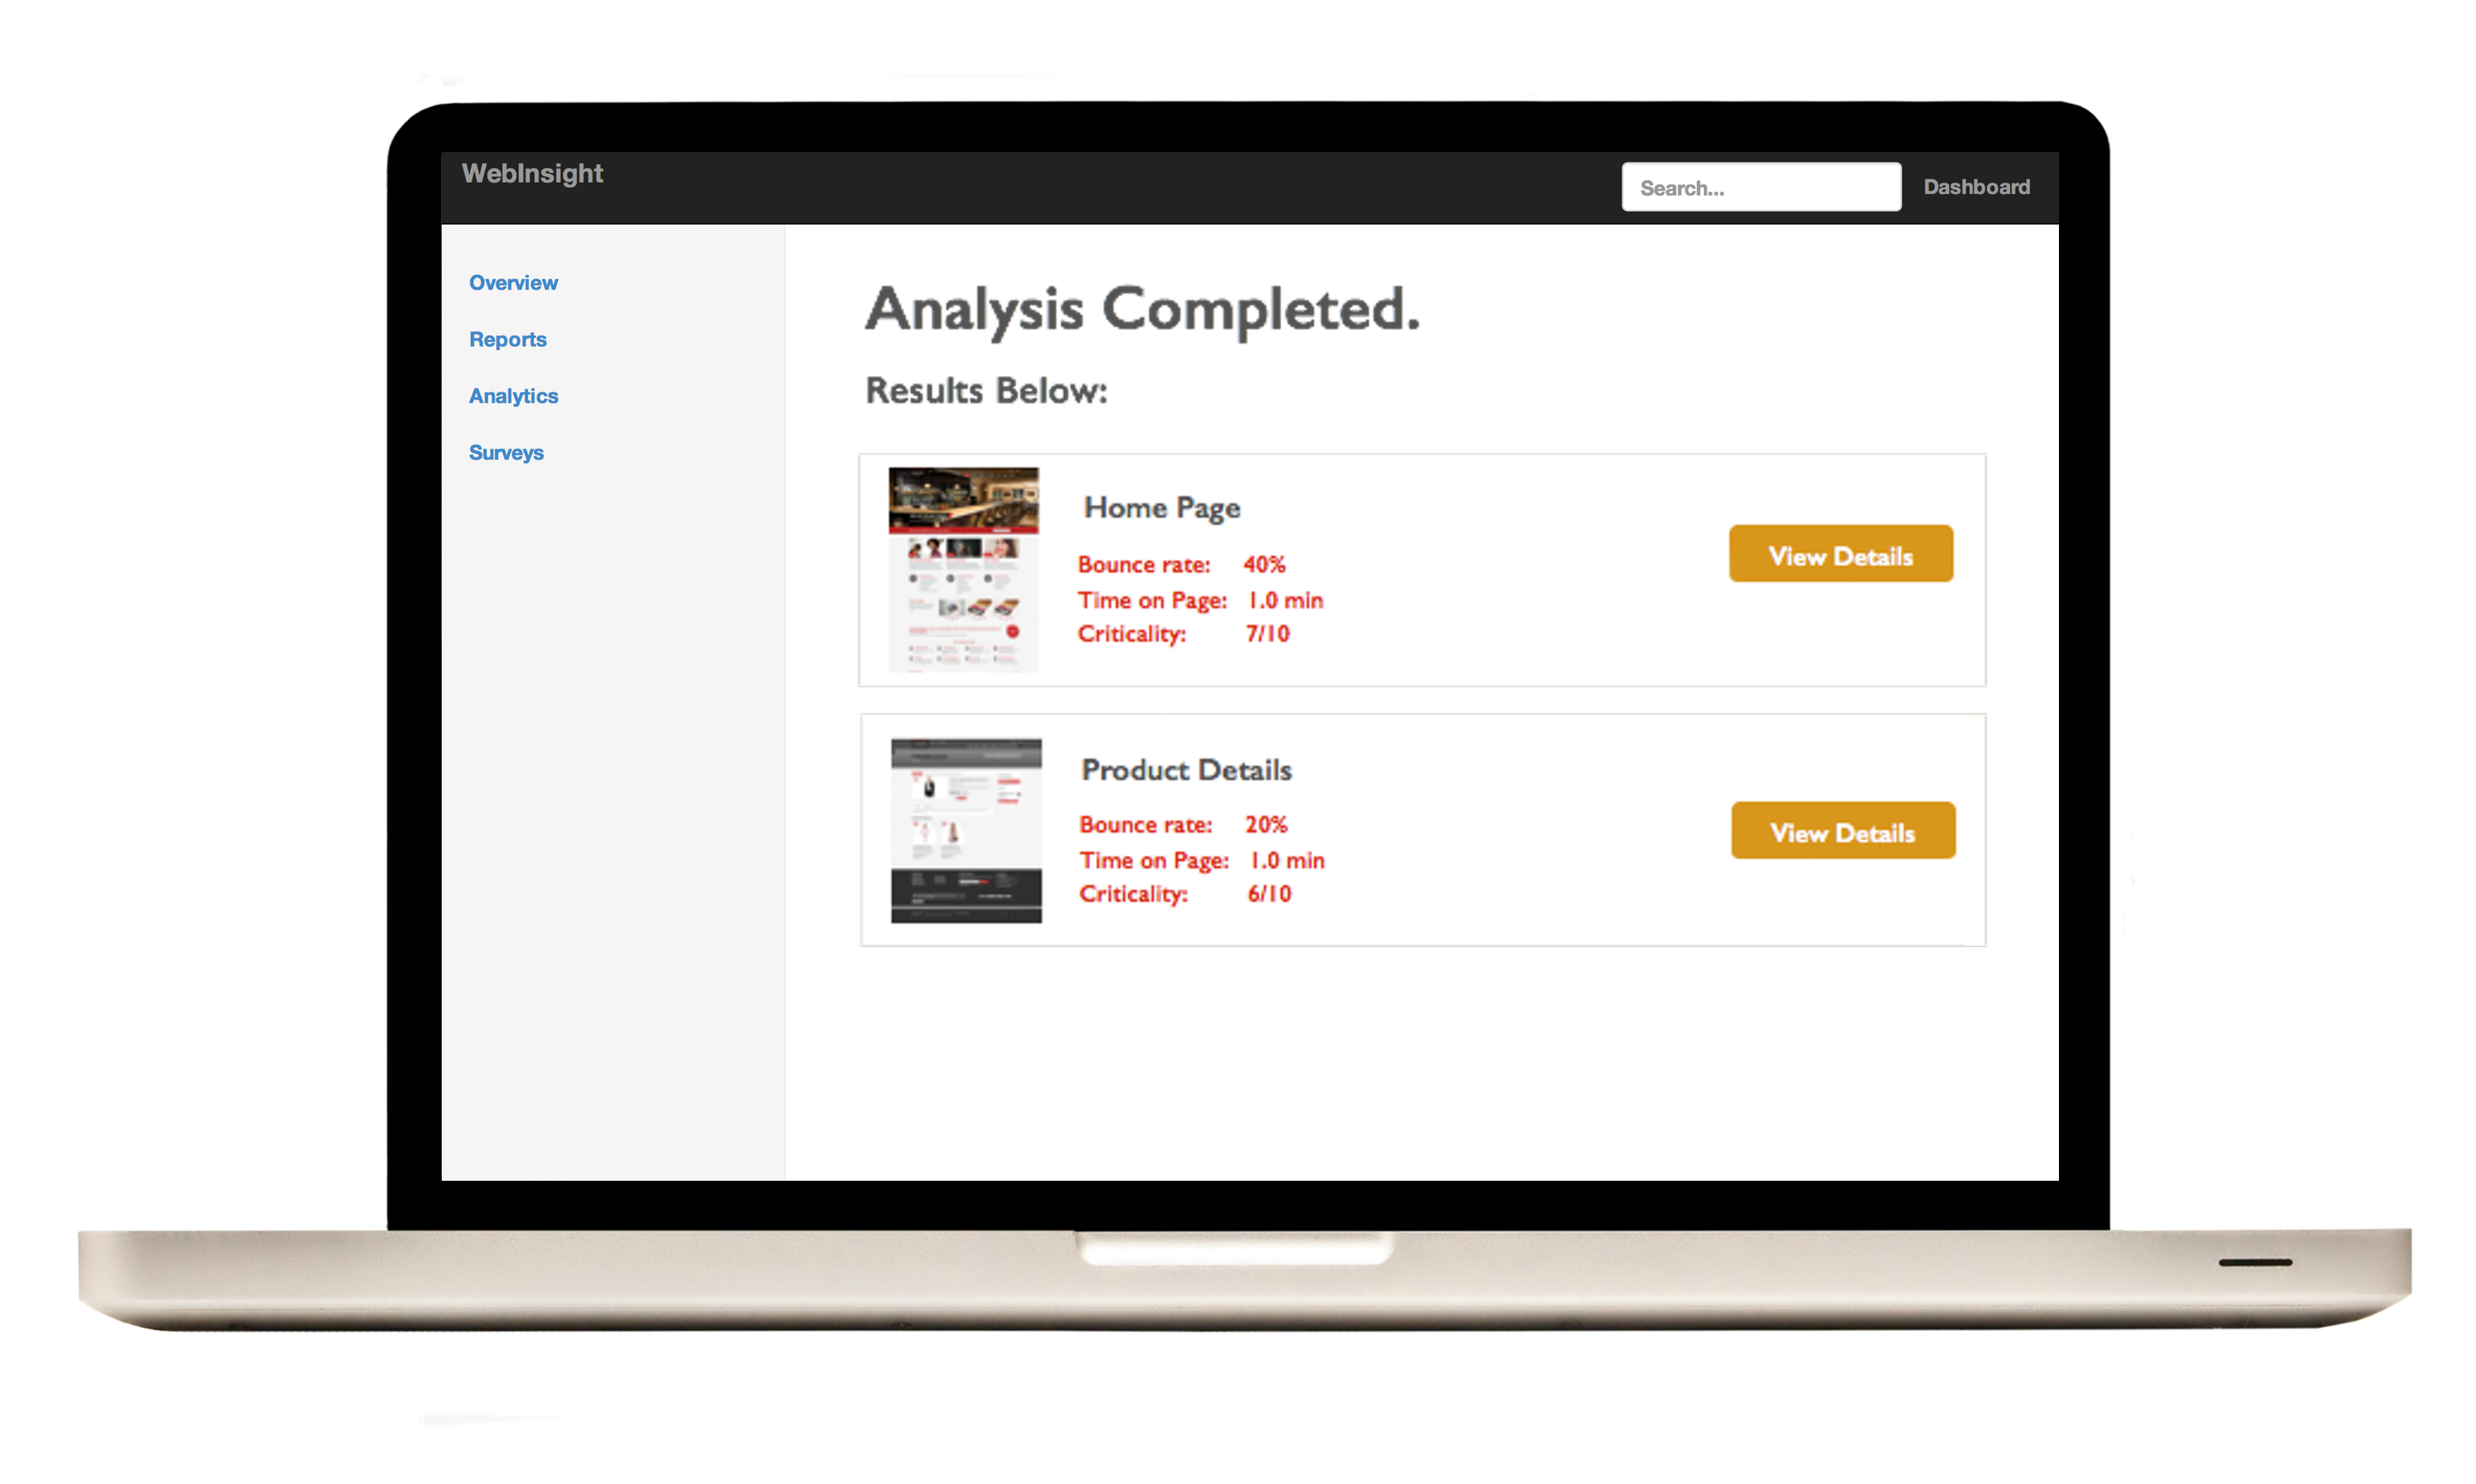 WebInsight
Search...
Dashboard
Overview
Reports
Analytics
Surveys
Analysis Completed.
Results Below:
Home Page
Bounce rate: 40%
Time on Page: 1.0 min
Criticality: 7/10
View Details
Product Details
Bounce rate: 20%
Time on Page: 1.0 min
Criticality: 6/10
View Details